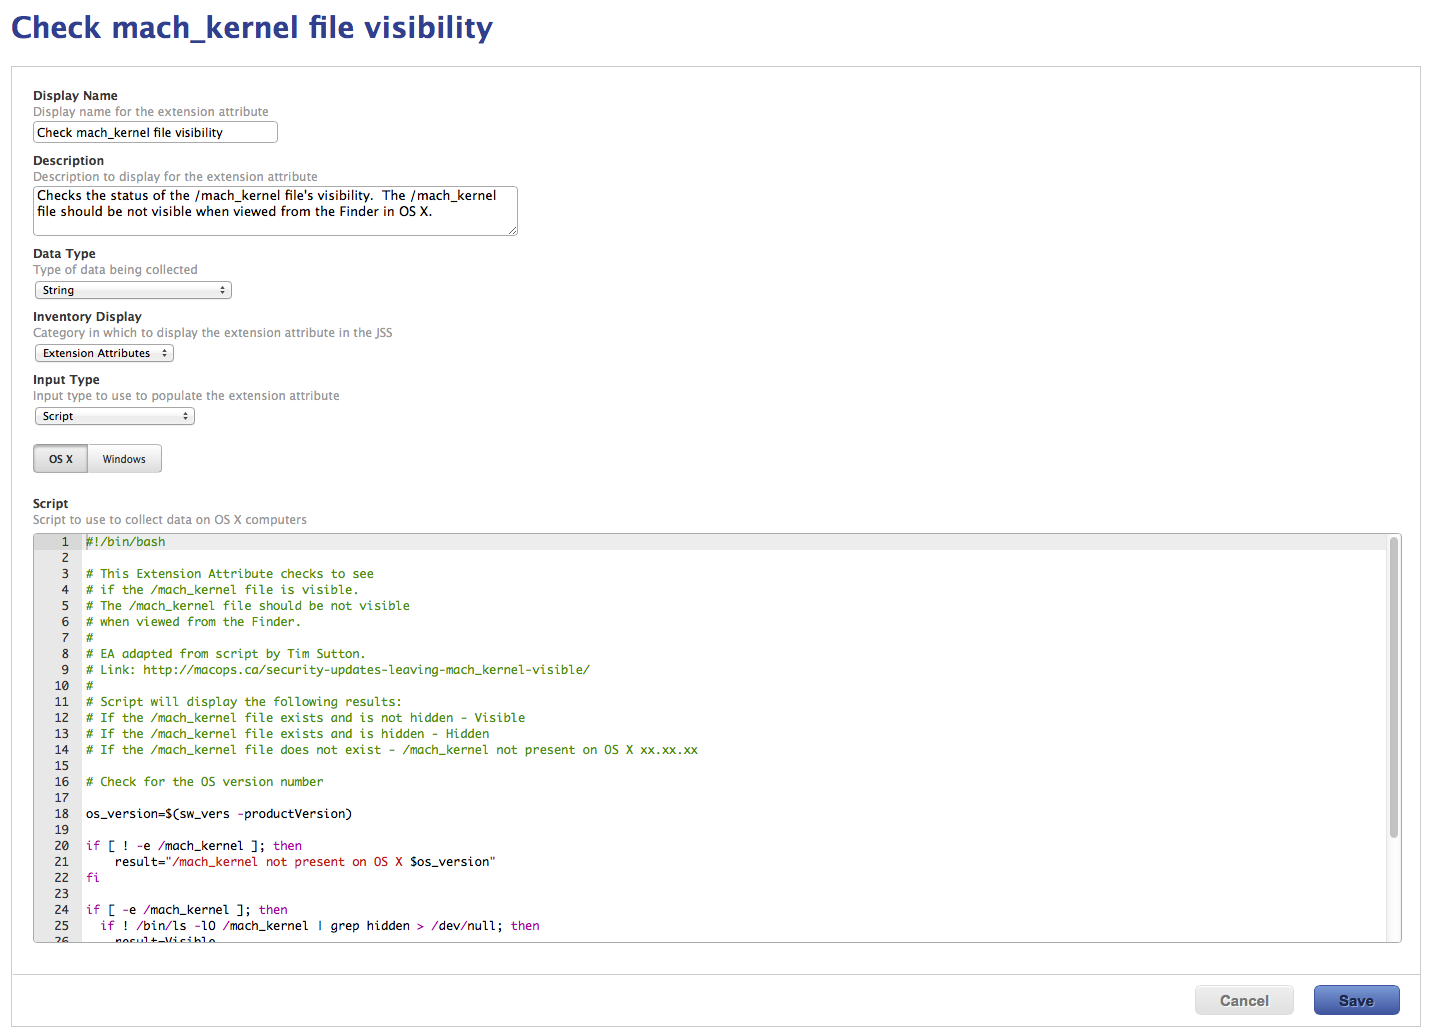 Check mach_kernel file visibility
Display Name
Display name for the extension attribute
Check mach_kernel file visibility
Description
Description to display for the extension attribute
Checks the status of the /mach_kernel file's visibility.  The /mach_kernel
file should be not visible when viewed from the Finder in OS X.
Data Type
Type of data being collected
String
Inventory Display
Category in which to display the extension attribute in the JSS
Extension Attributes
Input Type
Input type to use to populate the extension attribute
Script
OS X Windows
Script
Script to use to collect data on OS X computers
1 #!/bin/bash
2
3 # This Extension Attribute checks to see
4 # if the /mach_kernel file is visible.
5 # The /mach_kernel file should be not visible
6 # when viewed from the Finder.
7 #
8 # EA adapted from script by Tim Sutton.
9 # Link: http://macops.ca/security-updates-leaving-mach_kernel-visible/
10 #
11 # Script will display the following results:
12 # If the /mach_kernel file exists and is not hidden - Visible
13 # If the /mach_kernel file exists and is hidden - Hidden
14 # If the /mach_kernel file does not exist - /mach_kernel not present on OS X xx.xx.xx
15
16 # Check for the OS version number
17
18 os_version=$(sw_vers -productVersion)
19
20 if [ ! -e /mach_kernel ]; then
21     result="/mach_kernel not present on OS X $os_version"
22 fi
23
24 if [ -e /mach_kernel ]; then
25   if ! /bin/ls -lO /mach_kernel | grep hidden > /dev/null; then
26     result=Visible
Cancel Save